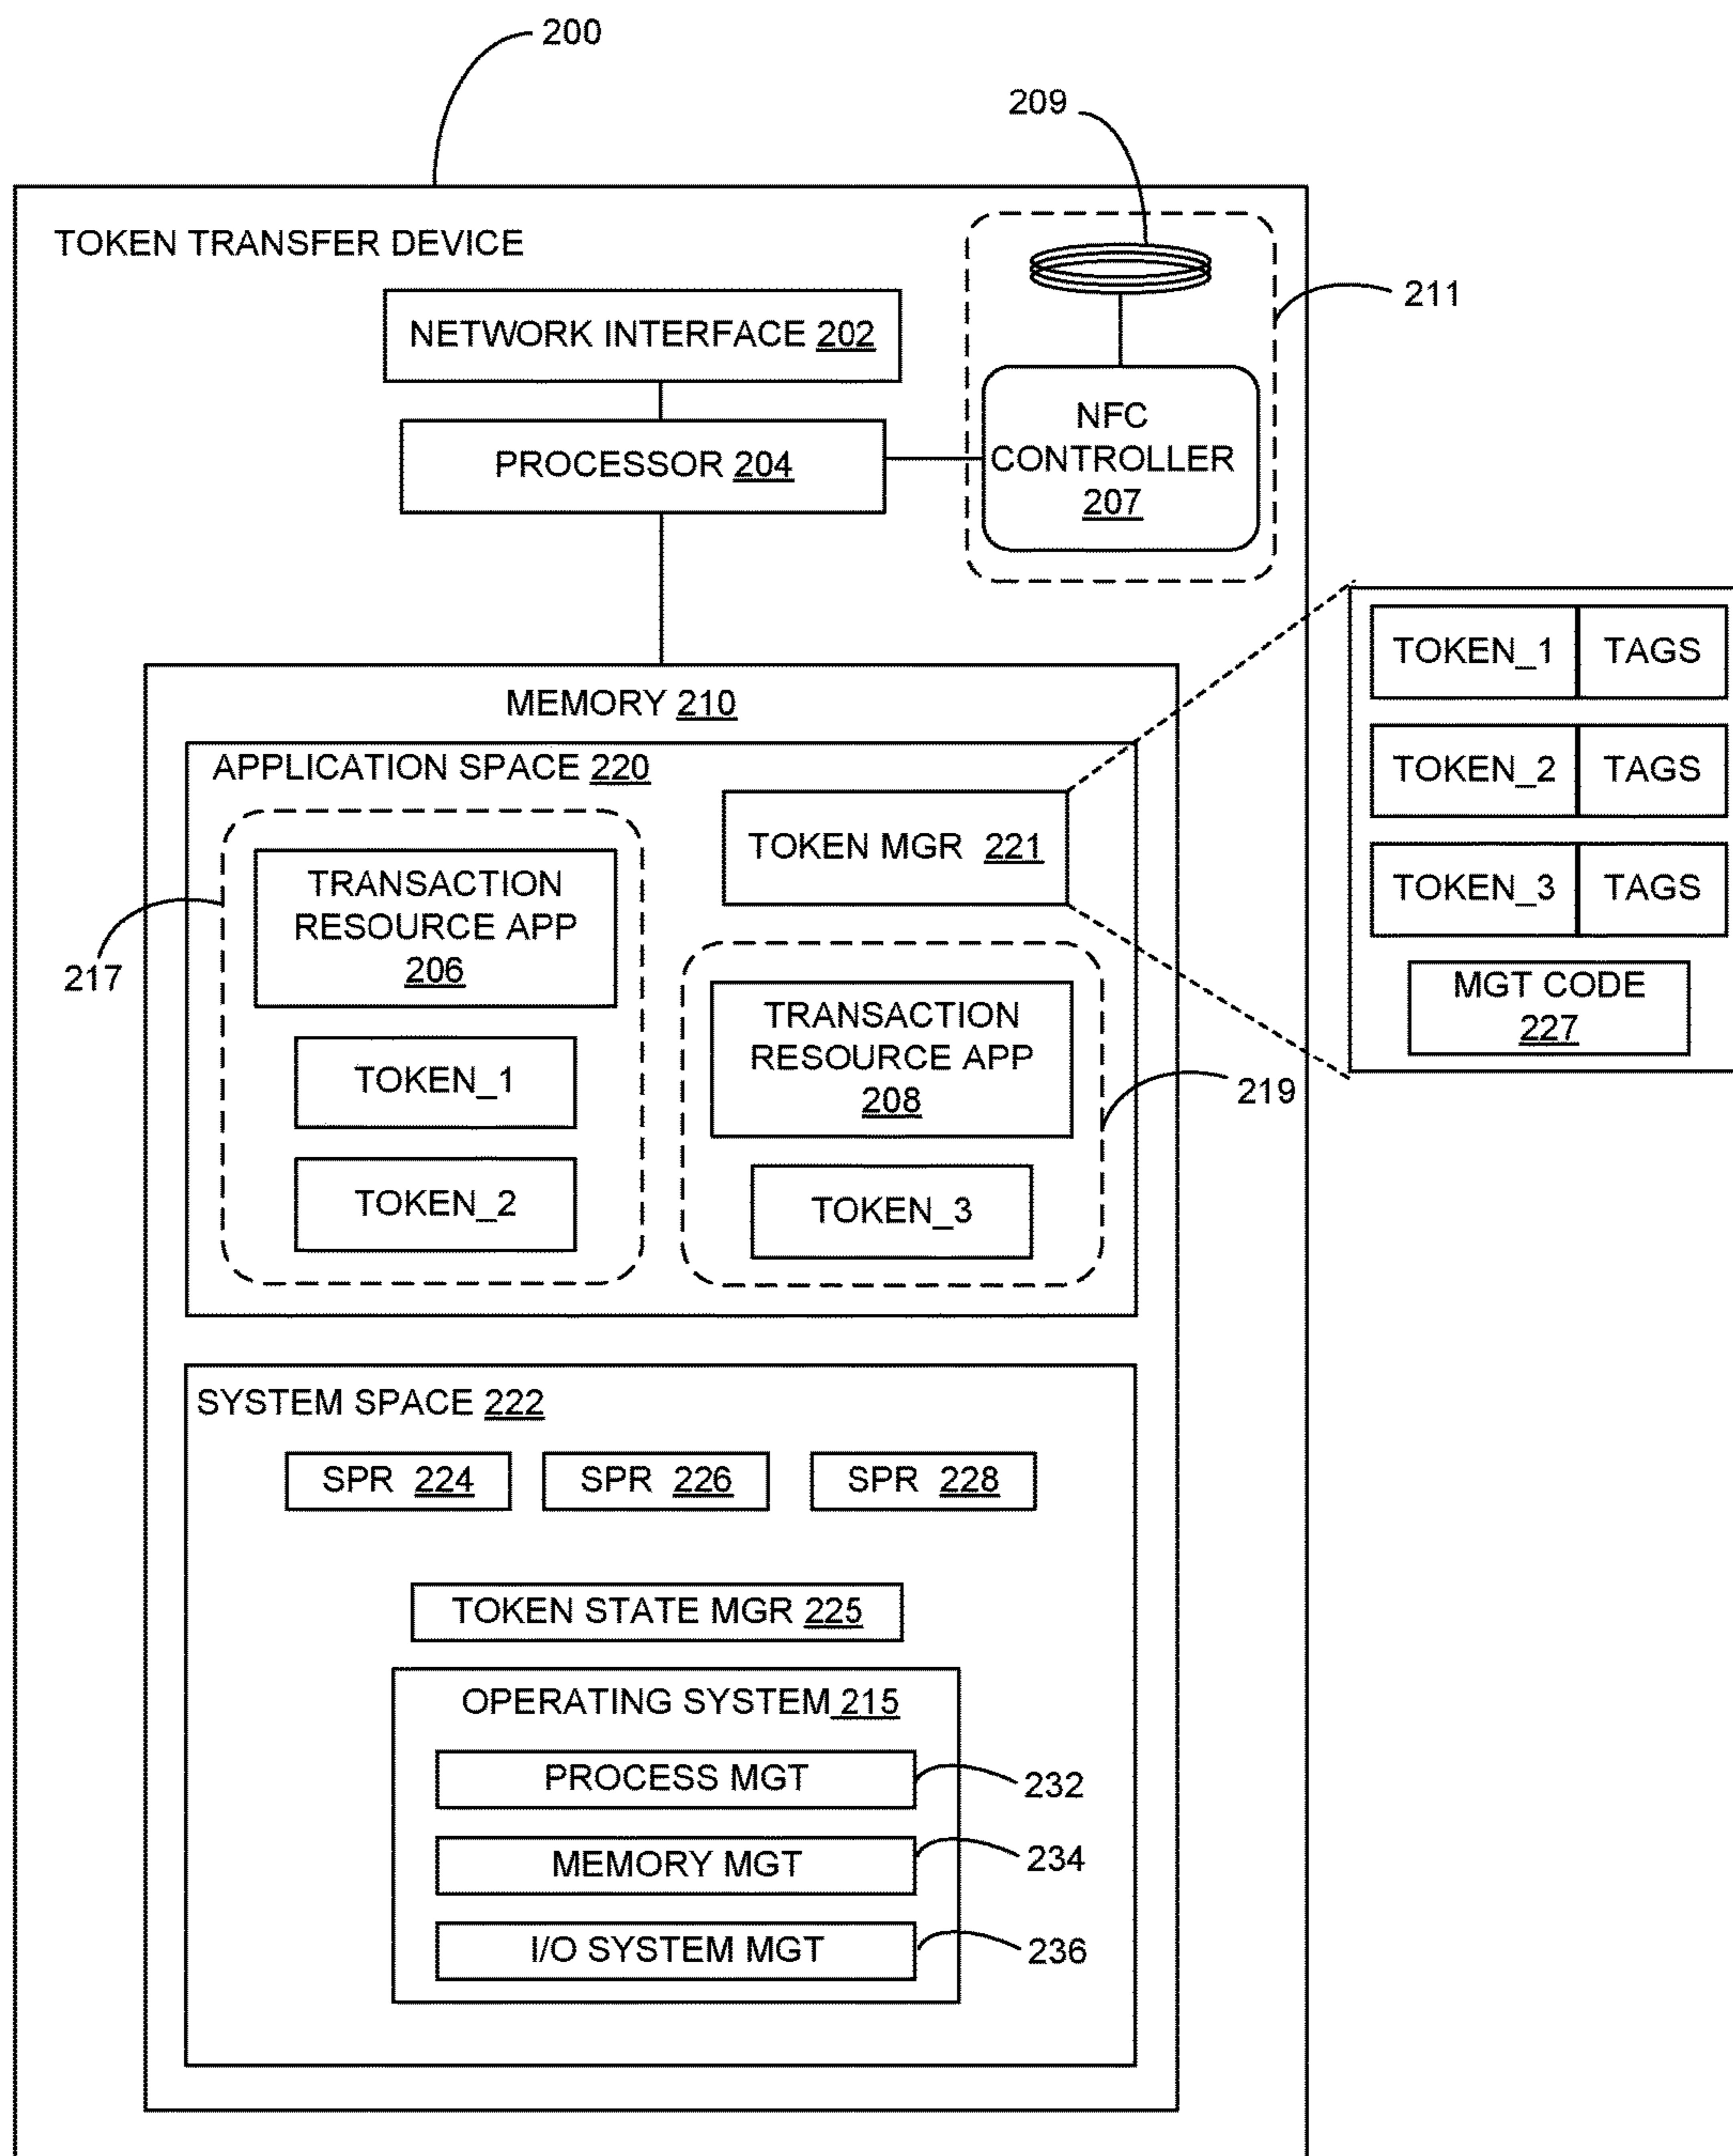 200
209
TOKEN TRANSFER DEVICE
211
NETWORK INTERFACE 202
NFC
CONTROLLER
207
PROCESSOR 204
TOKEN_1 TAGS
TOKEN_2 TAGS
TOKEN_3 TAGS
MGT CODE
227
MEMORY 210
APPLICATION SPACE 220
TOKEN MGR 221
TRANSACTION
RESOURCE APP
206
217
TOKEN_1
TOKEN_2
TRANSACTION
RESOURCE APP
208
219
TOKEN_3
SYSTEM SPACE 222
SPR 224
SPR 226
SPR 228
TOKEN STATE MGR 225
OPERATING SYSTEM 215
PROCESS MGT
232
MEMORY MGT
234
I/O SYSTEM MGT
236